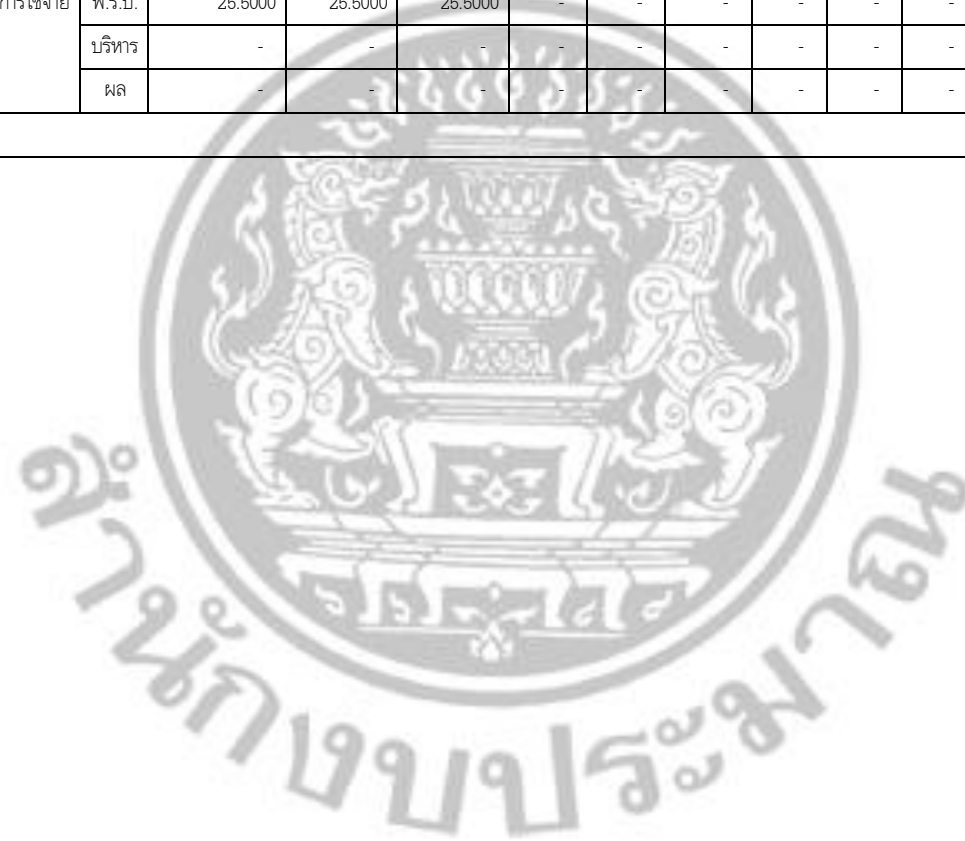 การใช้จ่าย พ.ร.บ. 25.5000 25.5000 25.5000 - - - - - -
บริหาร - - - - - - - - -
ผล - - - - - - - - -
สำนักงบประมาณ